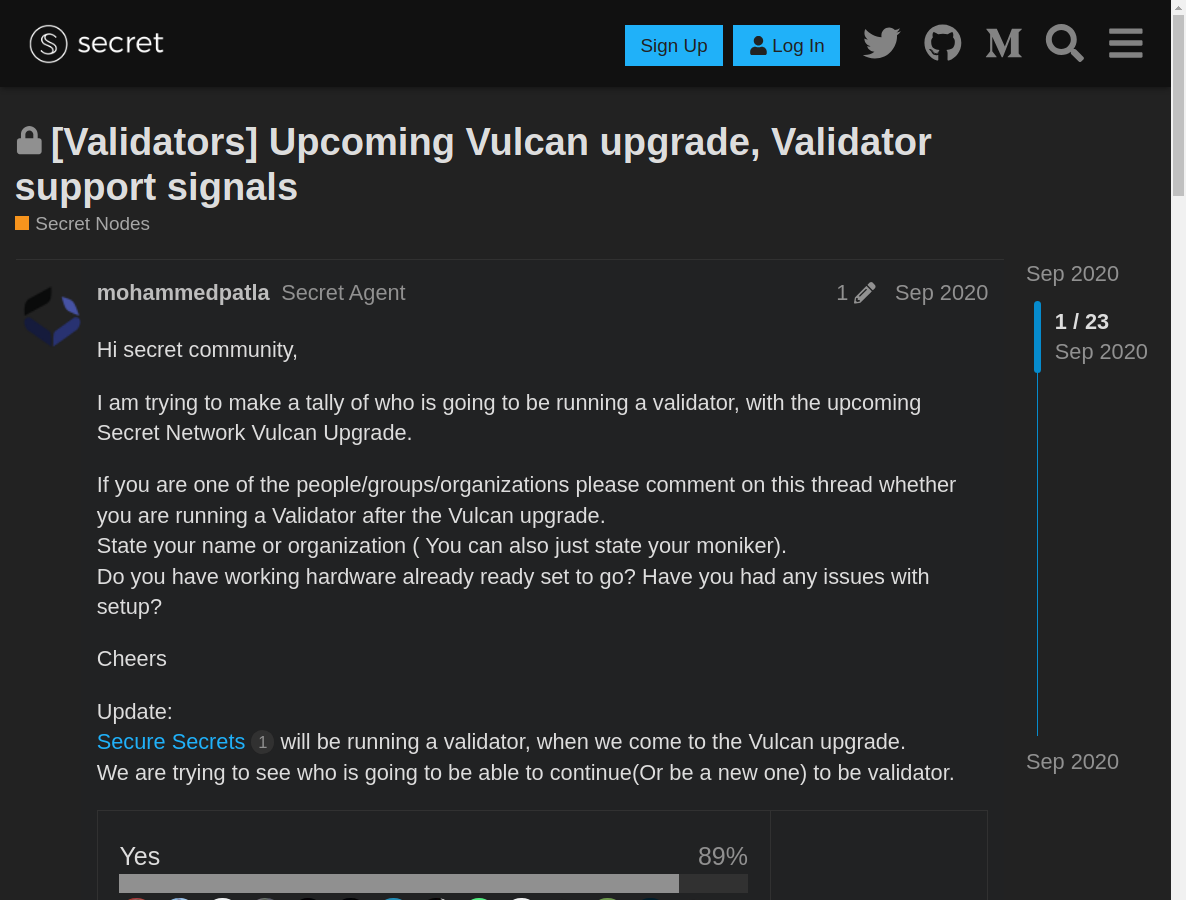 secret
Sign Up
Log In
[Validators] Upcoming Vulcan upgrade, Validator
support signals
Secret Nodes
mohammedpatla Secret Agent
1
Sep 2020
Hi secret community,
I am trying to make a tally of who is going to be running a validator, with the upcoming
Secret Network Vulcan Upgrade.
If you are one of the people/groups/organizations please comment on this thread whether
you are running a Validator after the Vulcan upgrade.
State your name or organization ( You can also just state your moniker).
Do you have working hardware already ready set to go? Have you had any issues with
setup?
Cheers
Update:
Secure Secrets 1 will be running a validator, when we come to the Vulcan upgrade.
We are trying to see who is going to be able to continue(Or be a new one) to be validator.
Yes 89%
Sep 2020
1 / 23
Sep 2020
Sep 2020